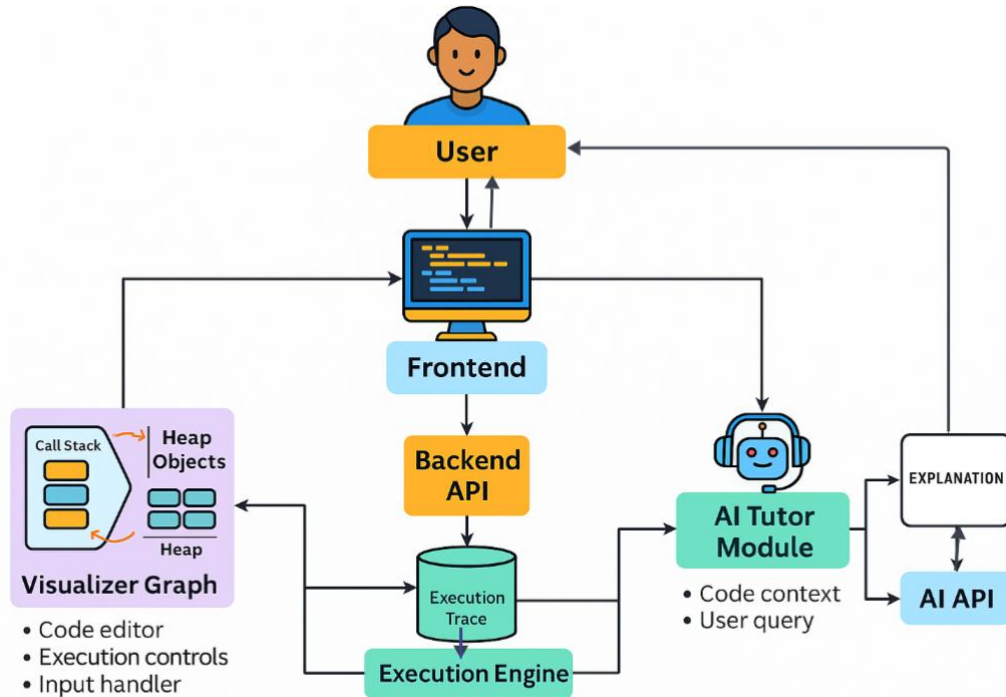 User
Frontend
Call Stack
Heap
Objects
Heap
Visualizer Graph
• Code editor
• Execution controls
• Input handler
Backend
API
Execution
Trace
Execution Engine
AI Tutor
Module
• Code context
• User query
EXPLANATION
AI API